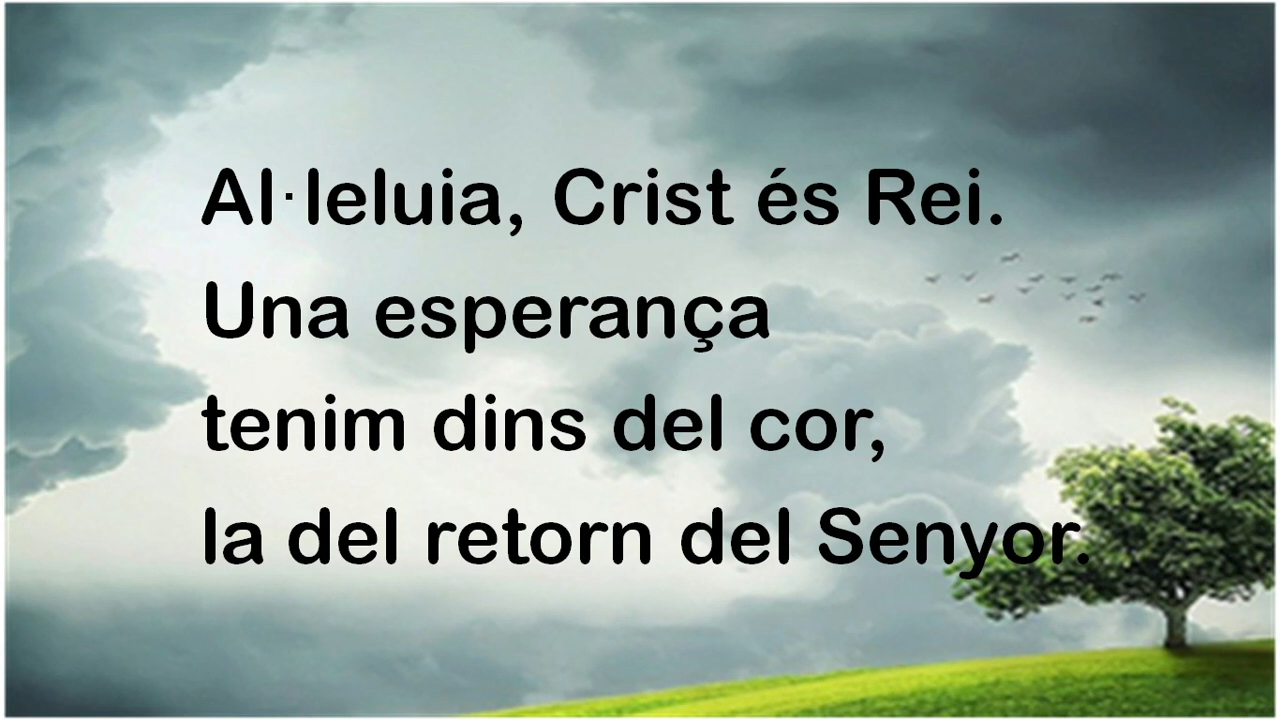 Al·leluia, Crist és Rei.
Una esperança
tenim dins del cor,
la del retorn del Senyor.